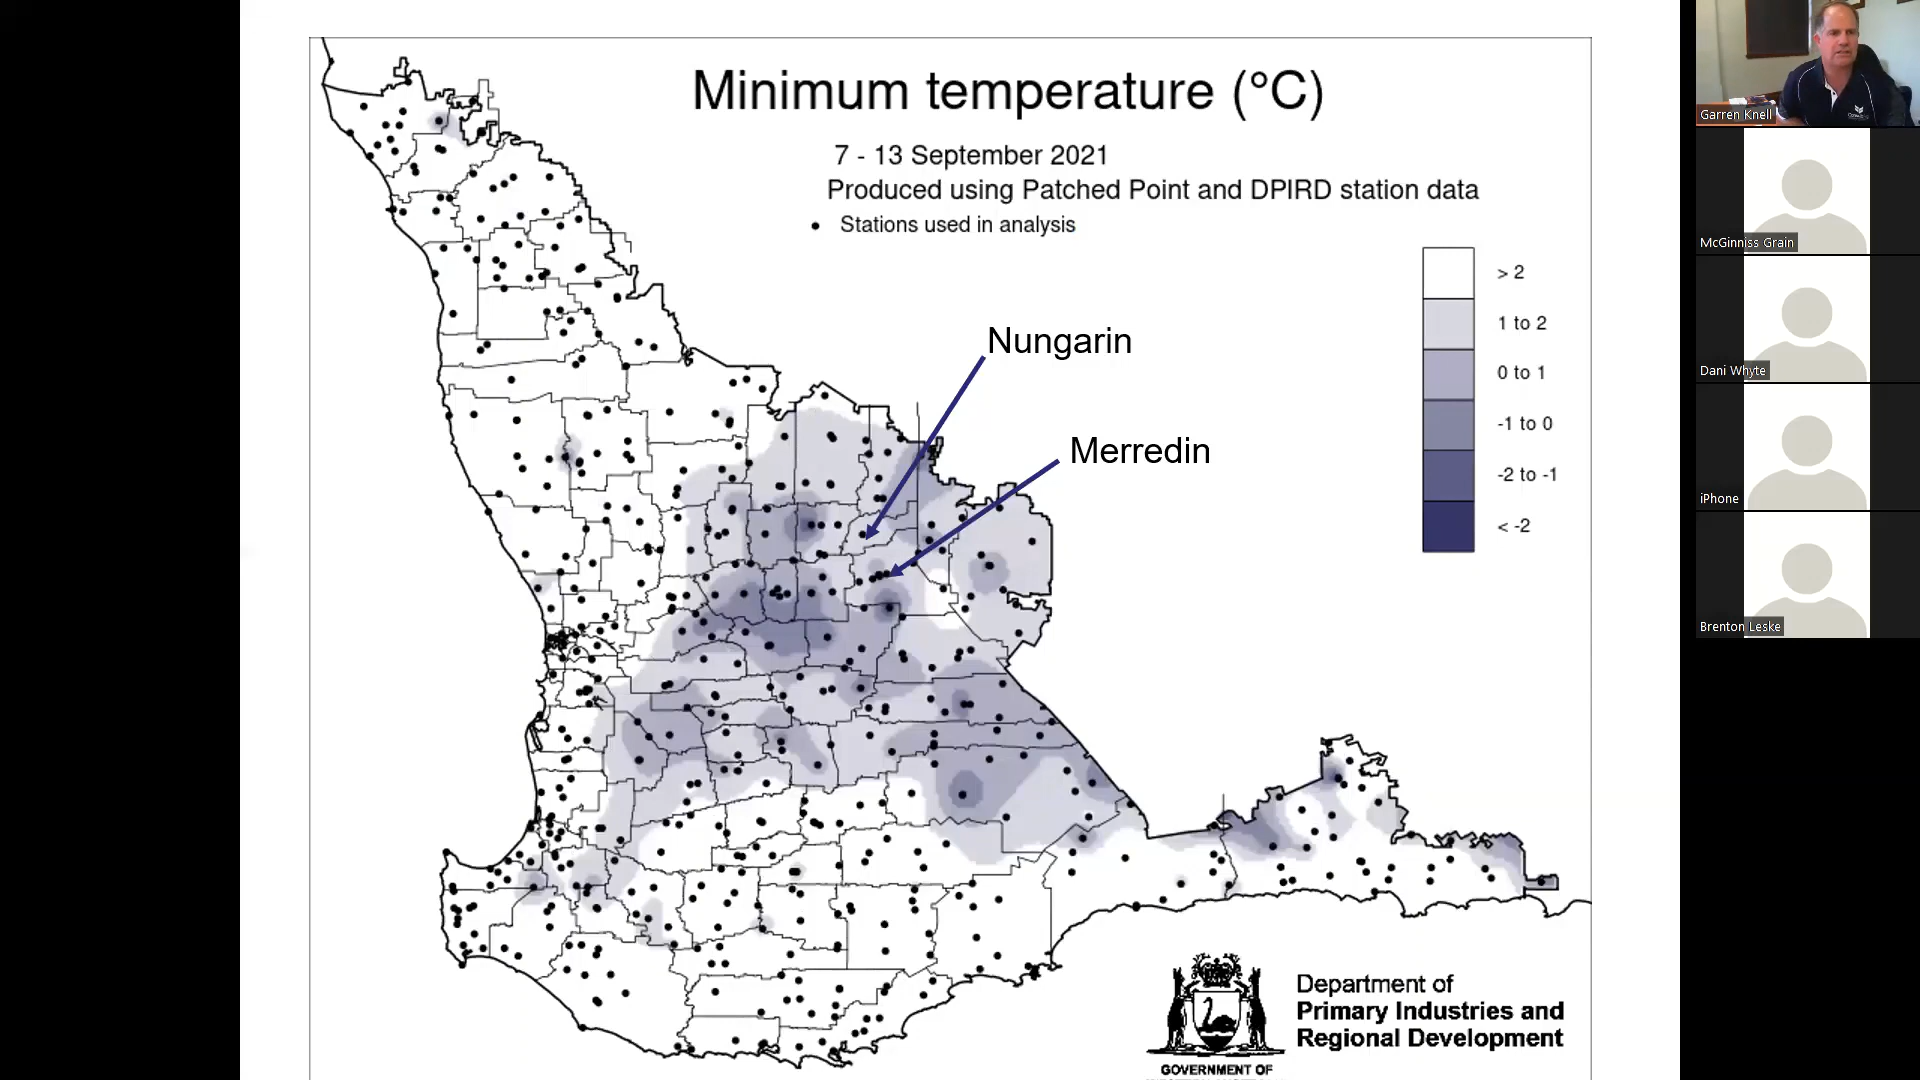 Minimum temperature (°C)
7 - 13 September 2021
Produced using Patched Point and DPIRD station data
Stations used in analysis
> 2
1 to 2
0 to 1
-1 to 0
-2 to -1
< -2
Nungarin
Merredin
Department of
Primary Industries and
Regional Development
GOVERNMENT OF
Garren Knell
McGinniss Grain
Dani Whyte
iPhone
Brenton Leske